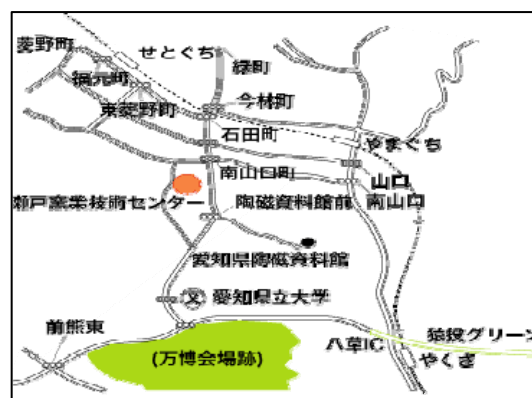 菱野町
せとぐち
緑町
銅元町
東菱野町
今林町
石田町
やまぐち
南山口町
山口
瀬戸窯業技術センター
陶磁資料館前
南山口
愛知県陶磁資料館
文
愛知県立大学
前熊東
(万博会場跡)
八草IC
猿投グリーン
やくさ